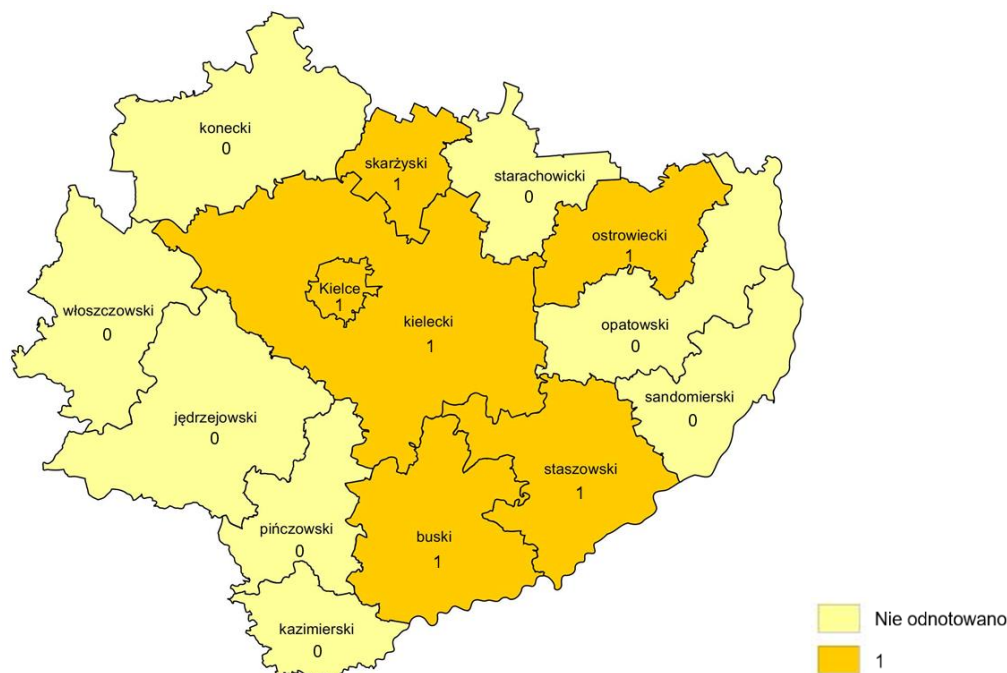 konecki
0
skarżyski
1
starachowicki
0
ostrowiecki
1
Kielce
1
włoszczowski
0
kielecki
1
opatowski
0
sandomierski
0
jędrzejowski
0
staszowski
1
pińczowski
0
buski
1
kazimierski
0
Nie odnotowano
1